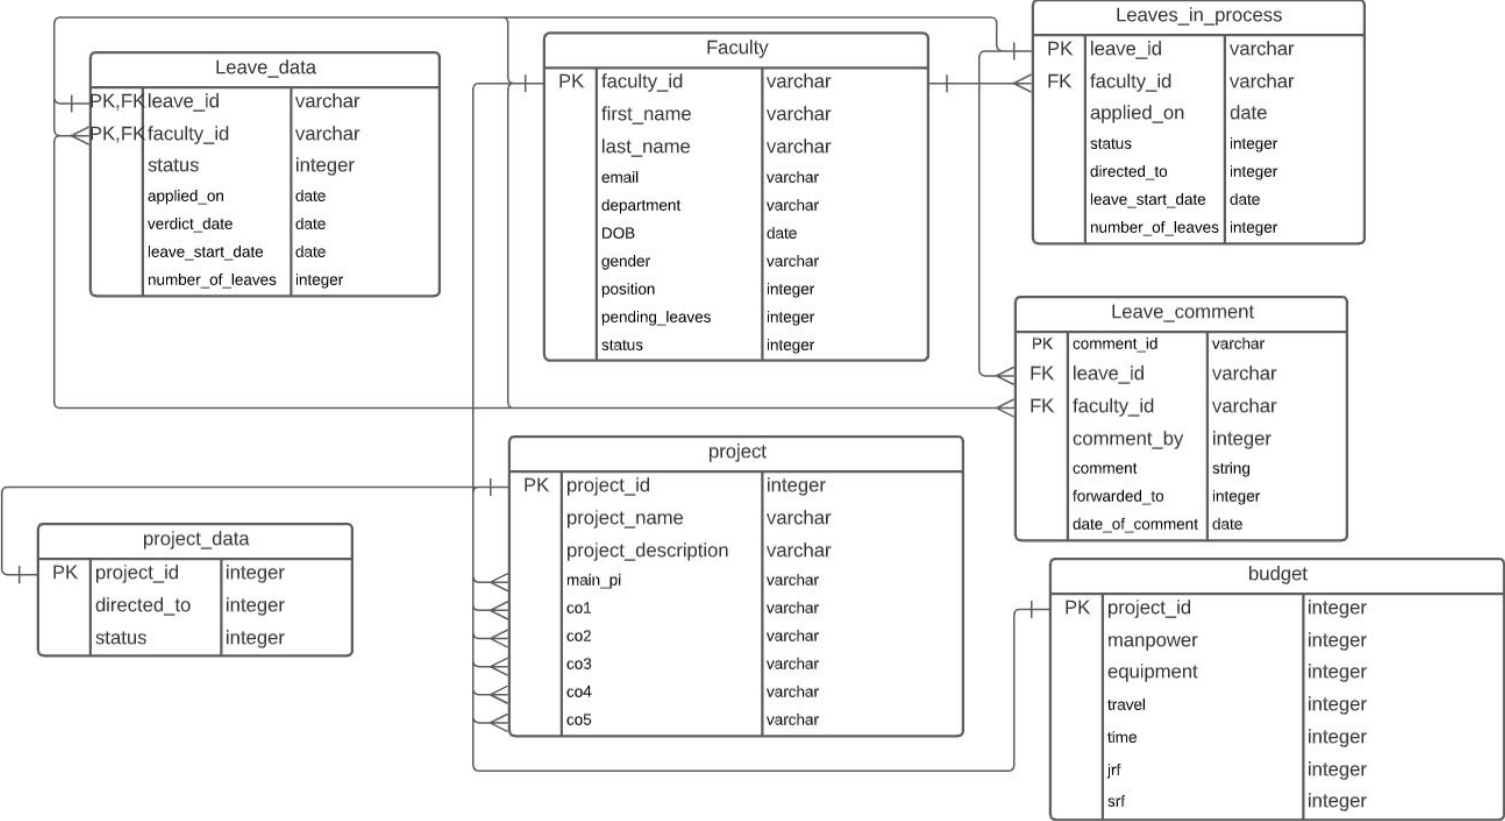 Leave_data
PK,FK leave_id varchar
PK,FK faculty_id varchar
status integer
applied_on date
verdict_date date
leave_start_date date
number_of_leaves integer
Faculty
PK faculty_id varchar
first_name varchar
last_name varchar
email varchar
department varchar
DOB date
gender varchar
position integer
pending_leaves integer
status integer
Leaves_in_process
PK leave_id varchar
FK faculty_id varchar
applied_on date
status integer
directed_to integer
leave_start_date date
number_of_leaves integer
Leave_comment
PK comment_id varchar
FK leave_id varchar
FK faculty_id varchar
comment_by integer
comment string
forwarded_to integer
date_of_comment date
project
PK project_id integer
project_name varchar
project_description varchar
main_pi varchar
co1 varchar
co2 varchar
co3 varchar
co4 varchar
co5 varchar
project_data
PK project_id integer
directed_to integer
status integer
budget
PK project_id integer
manpower integer
equipment integer
travel integer
time integer
jrf integer
srf integer